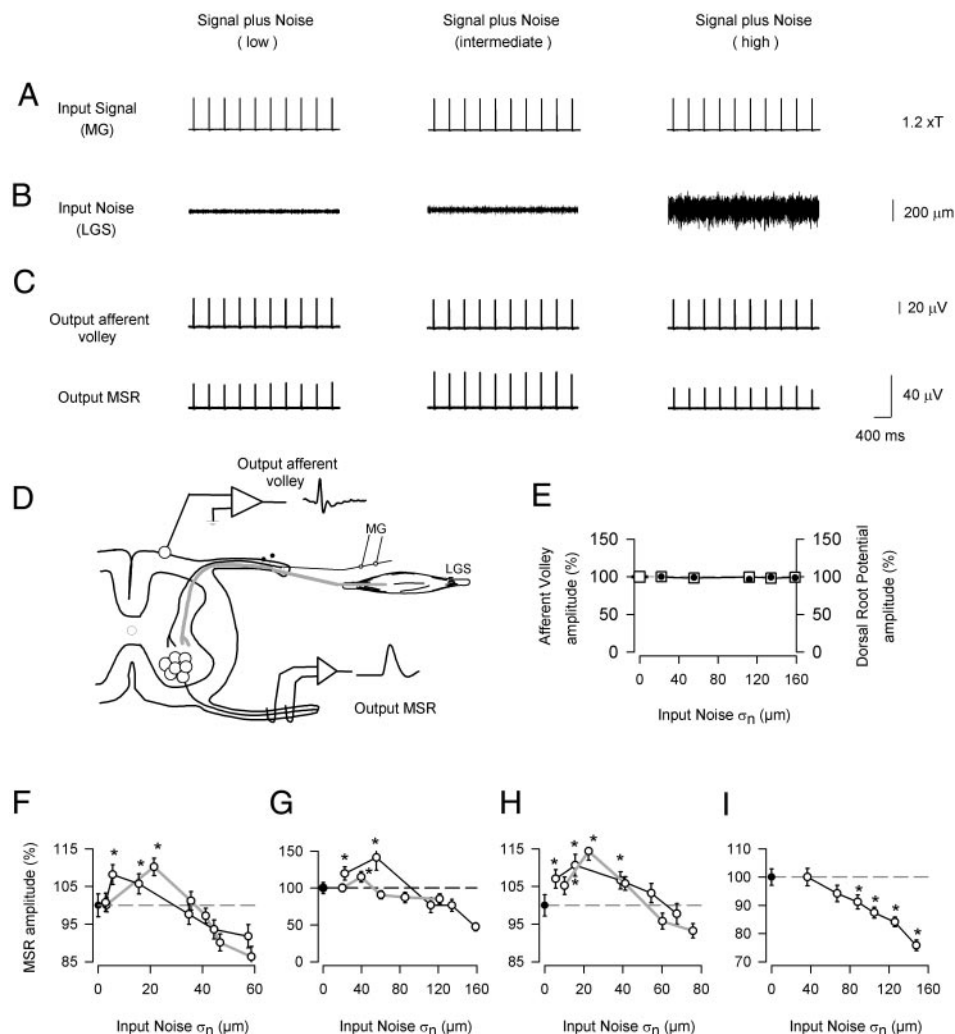 Signal plus Noise Signal plus Noise Signal plus Noise
( low ) (intermediate ) ( high )
A
Input Signal
(MG)
1.2 xT
B
Input Noise
(LGS)
200 μm
C
Output afferent
volley
20 μV
Output MSR
40 μV
400 ms
D
Output afferent
volley
MG
LGS
Output MSR
E
Afferent Volley
amplitude (%)
150
100
50
0
150
100
50
0
Dorsal Root Potential
amplitude (%)
0 40 80 120 160
Input Noise σn (μm)
F
MSR amplitude (%)
115
105
95
85
* * *
0 20 40 60
Input Noise σn (μm)
G
150
100
50
0
* * *
0 40 80 120 160
Input Noise σn (μm)
H
115
105
95
85
* * * * *
0 20 40 60 80
Input Noise σn (μm)
I
110
100
90
80
70
* * * *
0 40 80 120 160
Input Noise σn (μm)